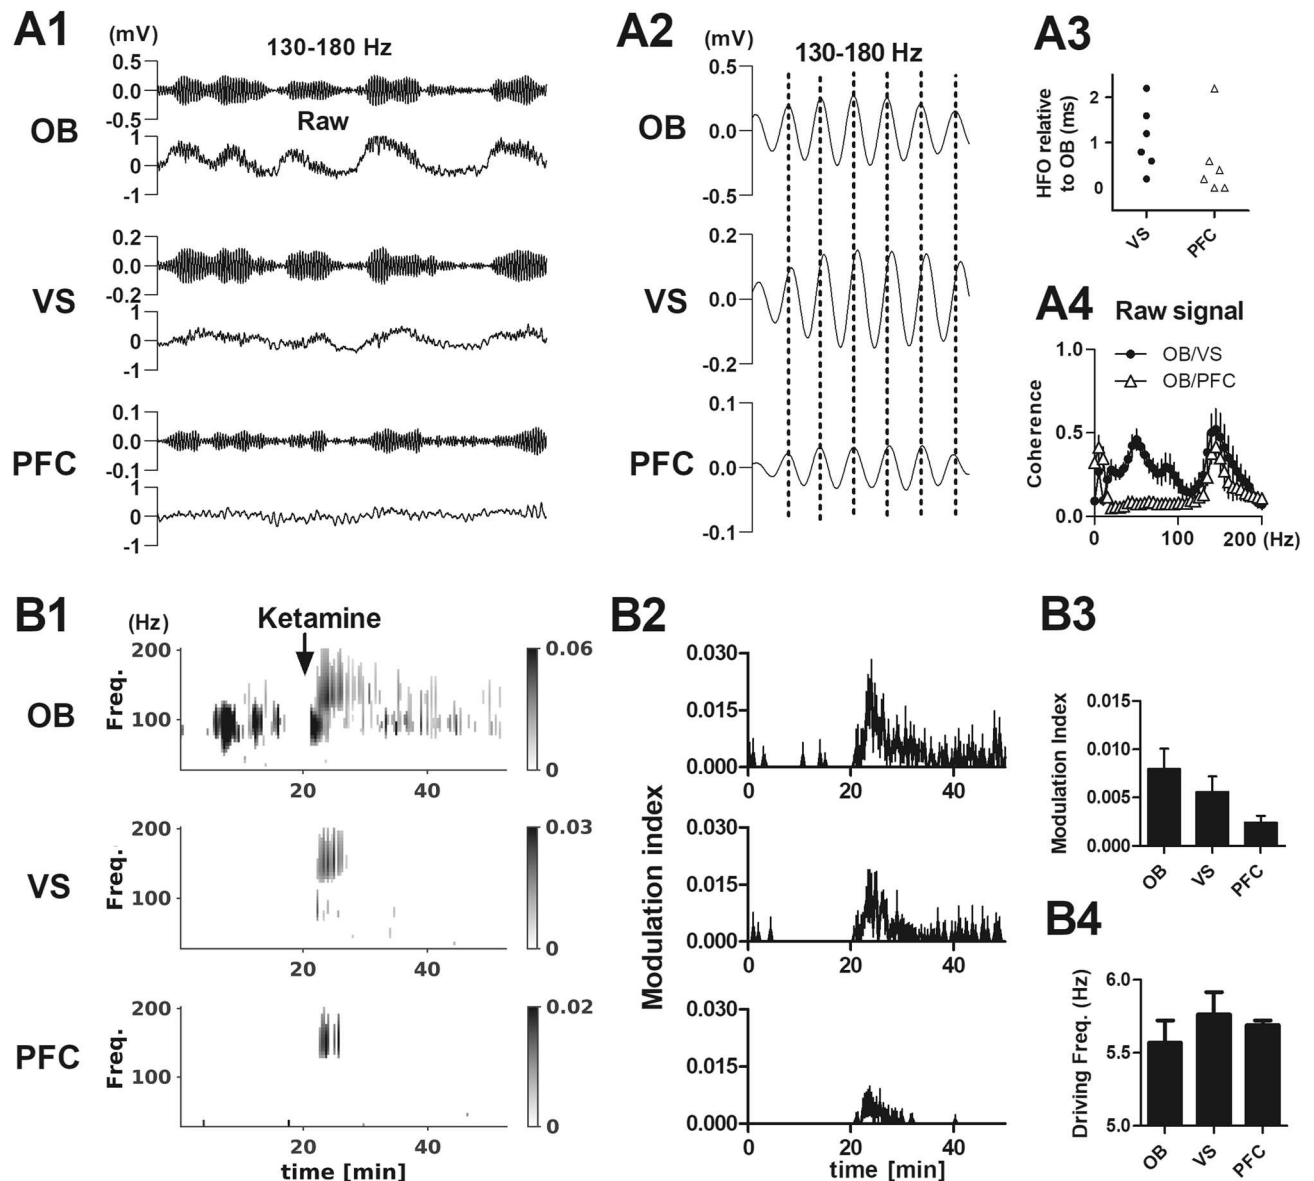 A1
(mV)
130-180 Hz
0.5
0.0
-0.5
OB
Raw
1
0
-1
0.2
0.0
-0.2
VS
1
0
-1
0.1
0.0
-0.1
PFC
1
0
-1
A2
(mV)
130-180 Hz
0.5
OB
0.0
-0.5
0.2
VS
0.0
-0.2
0.1
PFC
0.0
-0.1
A3
HFO relative
to OB (ms)
2
1
0
VS
PFC
A4
Raw signal
OB/VS
OB/PFC
Coherence
1.0
0.5
0.0
0
100
200 (Hz)
B1
(Hz)
Ketamine
OB
Freq.
200
100
20
40
0.06
0
VS
Freq.
200
100
20
40
0.03
0
PFC
Freq.
200
100
20
40
0.02
0
time [min]
B2
Modulation index
0.030
0.015
0.000
0
20
40
0.030
0.015
0.000
0
20
40
0.030
0.015
0.000
0
20
40
time [min]
B3
Modulation Index
0.015
0.010
0.005
0.000
OB
VS
PFC
B4
Driving Freq. (Hz)
6.0
5.5
5.0
OB
VS
PFC